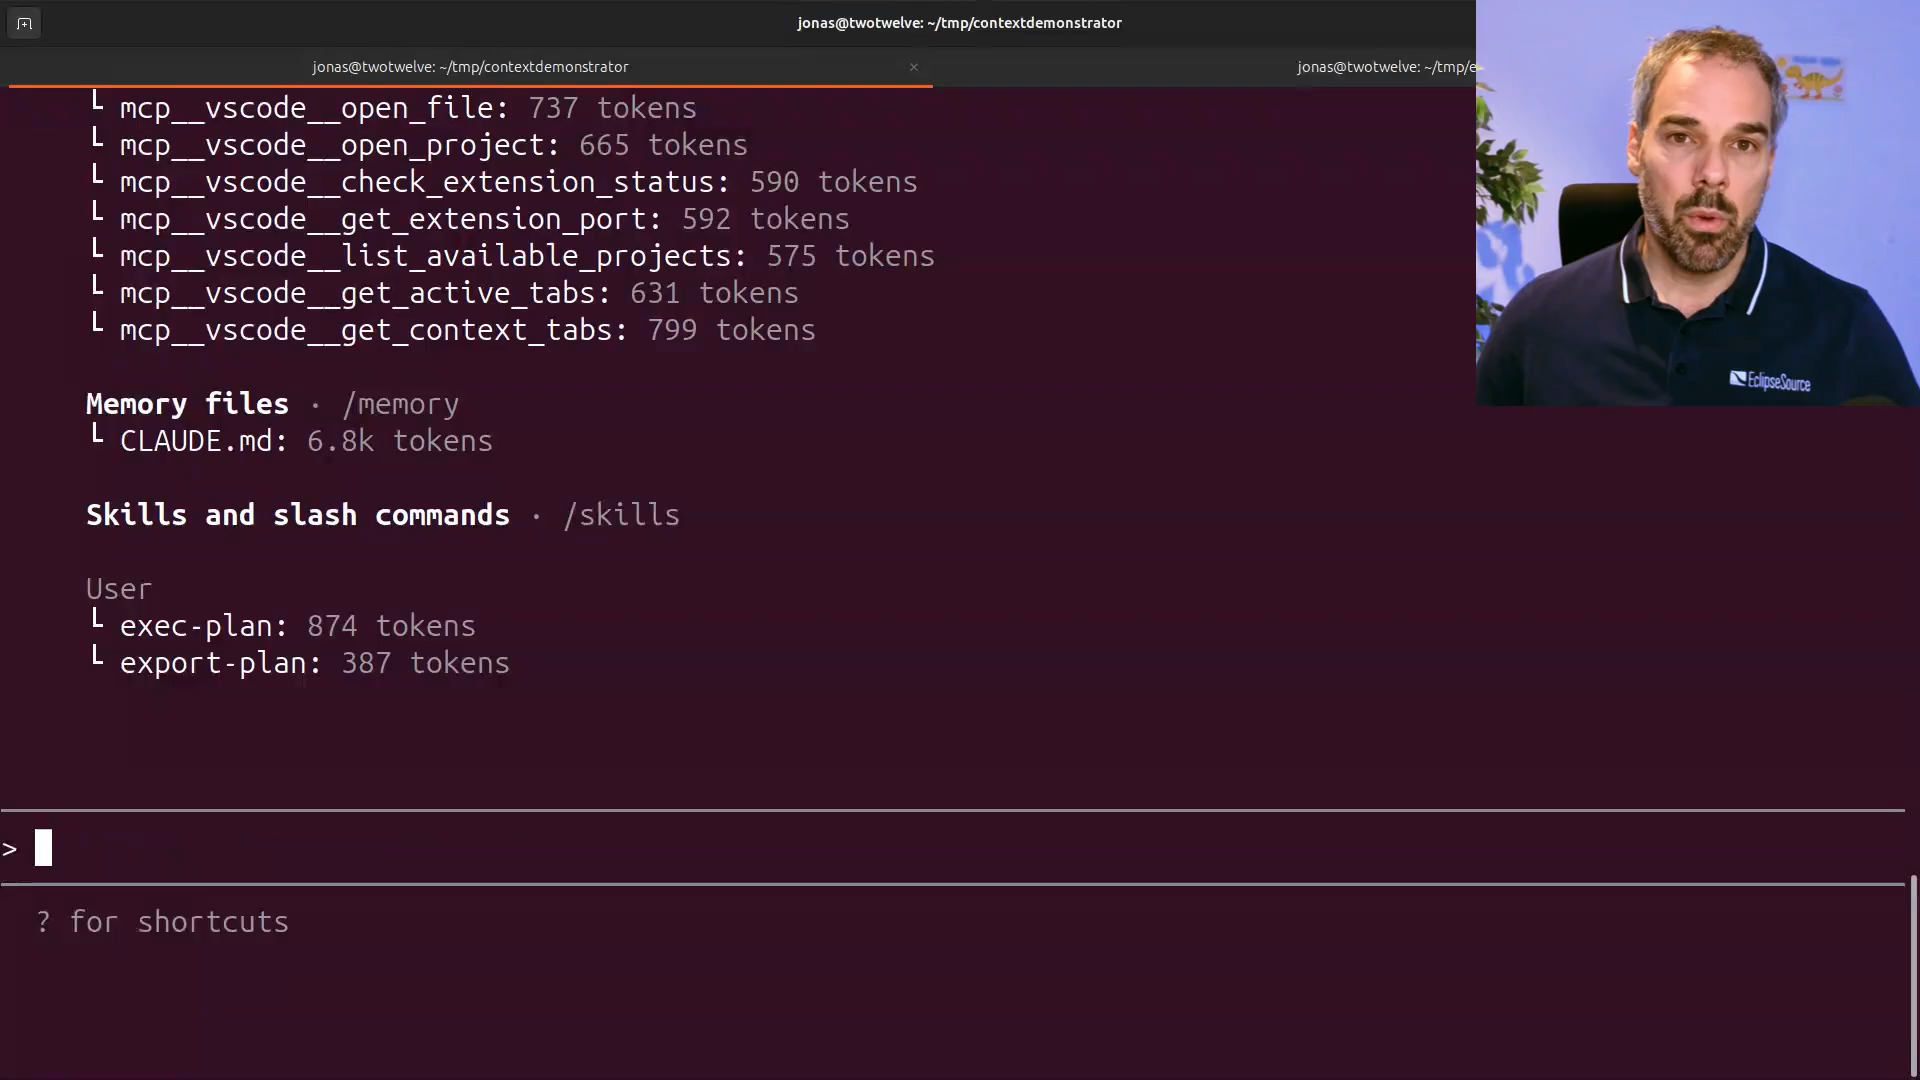 jonas@twotwelve: ~/tmp/contextdemonstrator
jonas@twotwelve: ~/tmp/contextdemonstrator ×
jonas@twotwelve: ~/tmp/e
└ mcp__vscode__open_file: 737 tokens
└ mcp__vscode__open_project: 665 tokens
└ mcp__vscode__check_extension_status: 590 tokens
└ mcp__vscode__get_extension_port: 592 tokens
└ mcp__vscode__list_available_projects: 575 tokens
└ mcp__vscode__get_active_tabs: 631 tokens
└ mcp__vscode__get_context_tabs: 799 tokens
Memory files · /memory
└ CLAUDE.md: 6.8k tokens
Skills and slash commands · /skills
User
└ exec-plan: 874 tokens
└ export-plan: 387 tokens
>
? for shortcuts
EclipseSource